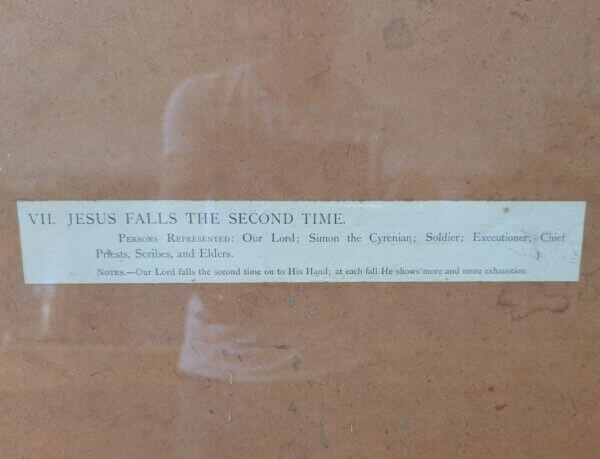 VII. JESUS FALLS THE SECOND TIME.
Persons Represented: Our Lord; Simon the Cyrenian; Soldier; Executioner; Chief
Priests, Scribes, and Elders.
Notes.—Our Lord falls the second time on to His Hand; at each fall He shows more and more exhaustion.